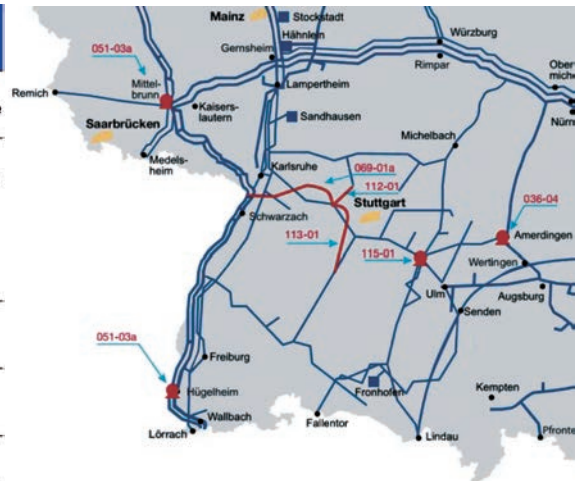 Mainz
Stockstadt
Hähnlein
Gernsheim
Würzburg
Rimpar
051-03a
Mittel-
brunn
Remich
Kaisers-
lautern
Lampertheim
Saarbrücken
Sandhausen
Medels-
heim
Michelbach
Karlsruhe
069-01a
112-01
Stuttgart
036-04
Schwarzach
113-01
115-01
Amerdingen
Wertingen
Ulm
Augsburg
Senden
051-03a
Freiburg
Hügelheim
Fronhofen
Kempten
Wallbach
Lörrach
Fallentor
Lindau